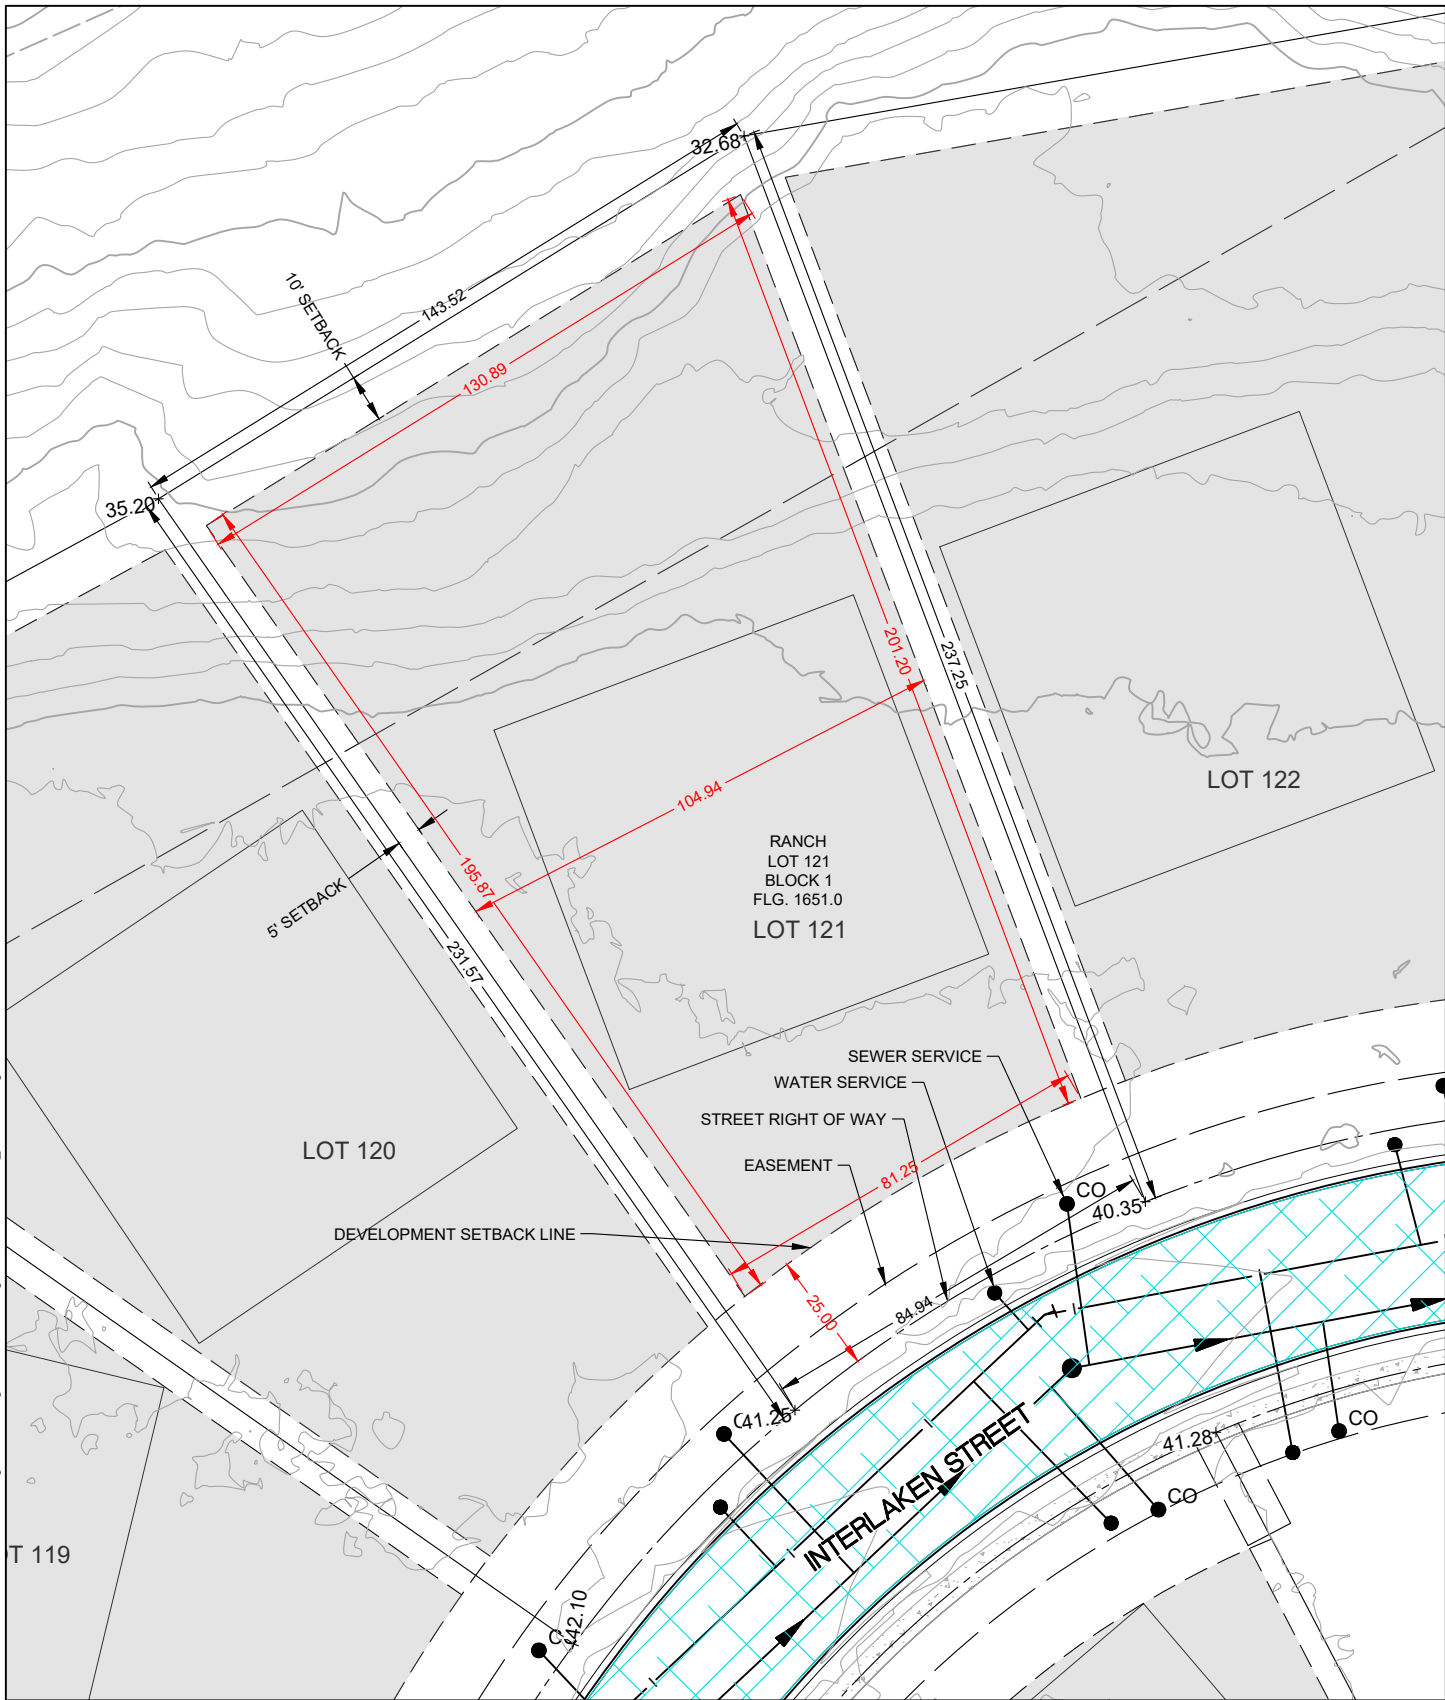 32.68
10' SETBACK
143.52
130.89
35.20
201.20
237.25
LOT 122
104.94
RANCH
LOT 121
BLOCK 1
FLG. 1651.0
LOT 121
195.87
5' SETBACK
231.57
SEWER SERVICE
WATER SERVICE
STREET RIGHT OF WAY
EASEMENT
LOT 120
81.25
CO
40.35
DEVELOPMENT SETBACK LINE
25.00
84.94
41.25
INTERLAKEN STREET
41.28
CO
CO
T 119
42.10